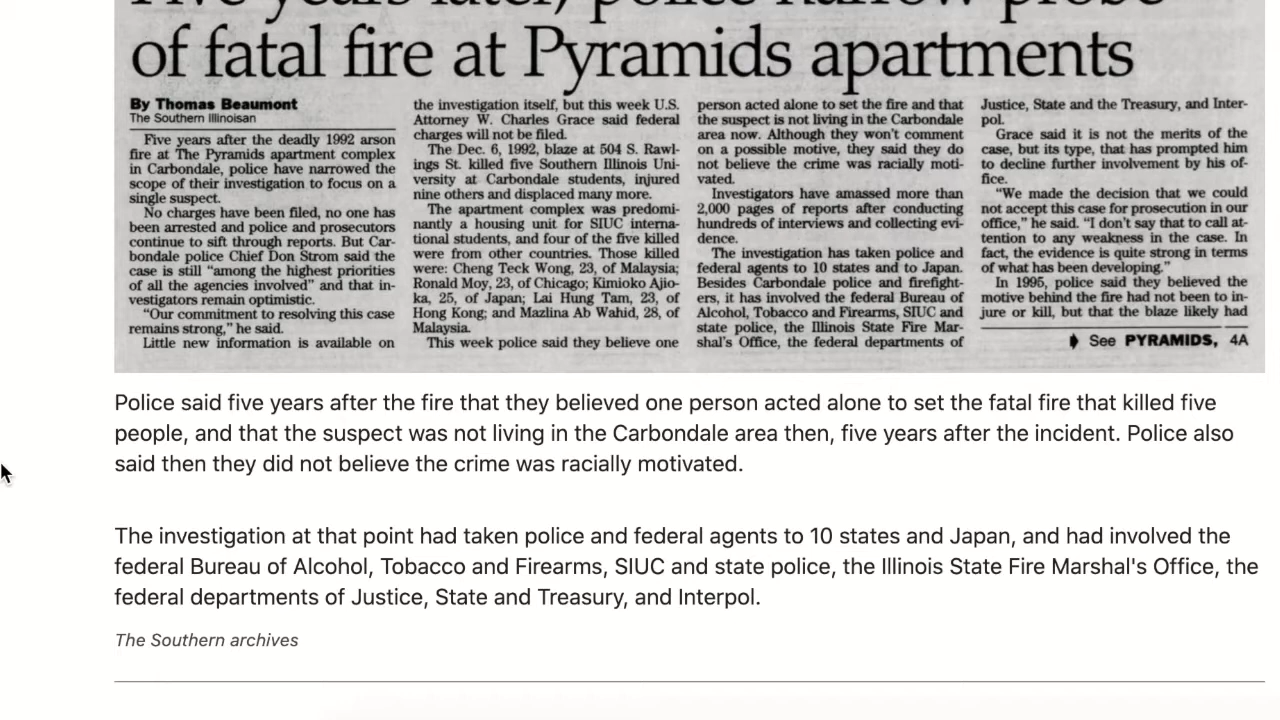 Five years later, police narrow probe
of fatal fire at Pyramids apartments
By Thomas Beaumont
The Southern Illinoisan
Five years after the deadly 1992 arson
fire at The Pyramids apartment complex
in Carbondale, police have narrowed the
scope of their investigation to focus on a
single suspect.
No charges have been filed, no one has
been arrested and police and prosecutors
continue to sift through reports. But Car-
bondale police Chief Don Strom said the
case is still “among the highest priorities
of all the agencies involved” and that in-
vestigators remain optimistic.
“Our commitment to resolving this case
remains strong,” he said.
Little new information is available on
the investigation itself, but this week U.S.
Attorney W. Charles Grace said federal
charges will not be filed.
The Dec. 6, 1992, blaze at 504 S. Rawl-
ings St. killed five Southern Illinois Uni-
versity at Carbondale students, injured
nine others and displaced many more.
The apartment complex was predomi-
nantly a housing unit for SIUC interna-
tional students, and four of the five killed
were from other countries. Those killed
were: Cheng Teck Wong, 23, of Malaysia;
Ronald Moy, 23, of Chicago; Kimioko Ajio-
ka, 25, of Japan; Lai Hung Tam, 23, of
Hong Kong; and Mazlina Ab Wahid, 28, of
Malaysia.
This week police said they believe one
person acted alone to set the fire and that
the suspect is not living in the Carbondale
area now. Although they won’t comment
on a possible motive, they said they do
not believe the crime was racially moti-
vated.
Investigators have amassed more than
2,000 pages of reports after conducting
hundreds of interviews and collecting evi-
dence.
The investigation has taken police and
federal agents to 10 states and to Japan.
Besides Carbondale police and firefight-
ers, it has involved the federal Bureau of
Alcohol, Tobacco and Firearms, SIUC and
state police, the Illinois State Fire Mar-
shal’s Office, the federal departments of
Justice, State and the Treasury, and Inter-
pol.
Grace said it is not the merits of the
case, but its type, that has prompted him
to decline further involvement by his of-
fice.
“We made the decision that we could
not accept this case for prosecution in our
office,” he said. “I don’t say that to call at-
tention to any weakness in the case. In
fact, the evidence is quite strong in terms
of what has been developing.”
In 1995, police said they believed the
motive behind the fire had not been to in-
jure or kill, but that the blaze likely had
See PYRAMIDS, 4A
Police said five years after the fire that they believed one person acted alone to set the fatal fire that killed five
people, and that the suspect was not living in the Carbondale area then, five years after the incident. Police also
said then they did not believe the crime was racially motivated.
The investigation at that point had taken police and federal agents to 10 states and Japan, and had involved the
federal Bureau of Alcohol, Tobacco and Firearms, SIUC and state police, the Illinois State Fire Marshal's Office, the
federal departments of Justice, State and Treasury, and Interpol.
The Southern archives